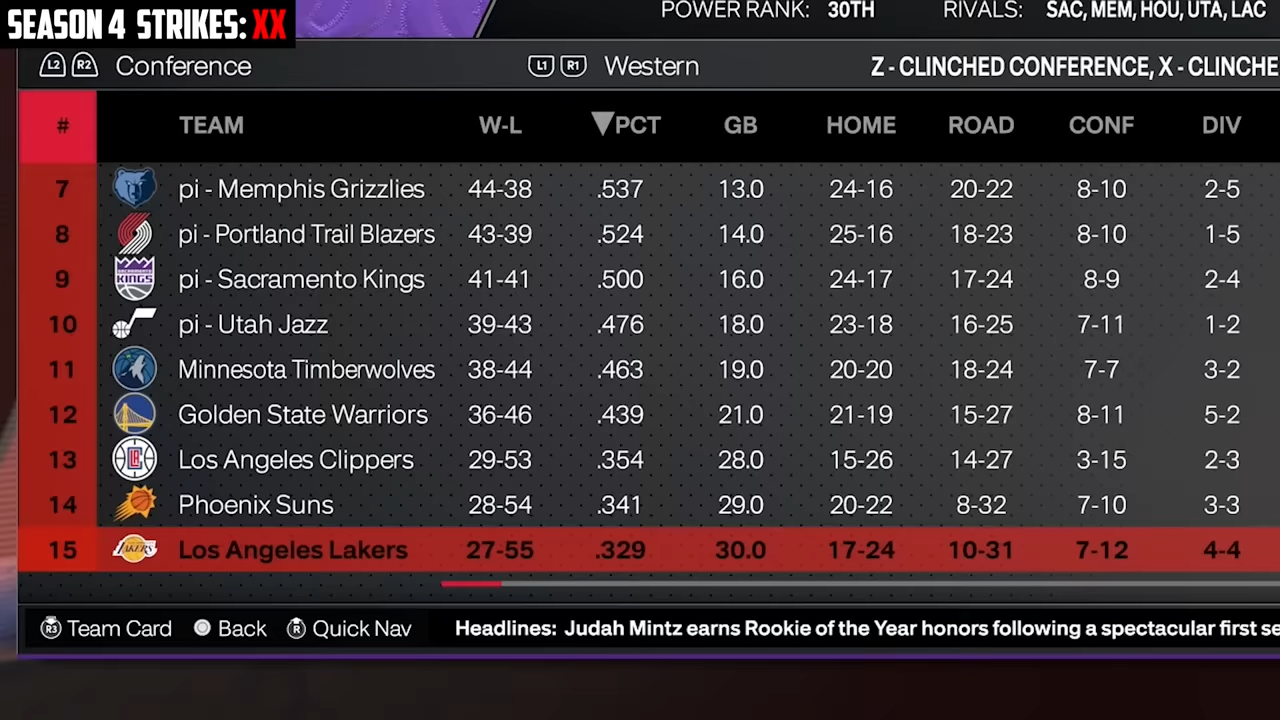 SEASON 4 STRIKES: XX
POWER RANK: 30TH RIVALS: SAC, MEM, HOU, UTA, LAC
L2 R2 Conference L1 R1 Western Z - CLINCHED CONFERENCE, X - CLINCHE
# TEAM W-L PCT GB HOME ROAD CONF DIV
7 pi - Memphis Grizzlies 44-38 .537 13.0 24-16 20-22 8-10 2-5
8 pi - Portland Trail Blazers 43-39 .524 14.0 25-16 18-23 8-10 1-5
9 SACRAMENTO KINGS pi - Sacramento Kings 41-41 .500 16.0 24-17 17-24 8-9 2-4
10 pi - Utah Jazz 39-43 .476 18.0 23-18 16-25 7-11 1-2
11 Minnesota Timberwolves 38-44 .463 19.0 20-20 18-24 7-7 3-2
12 Golden State Warriors 36-46 .439 21.0 21-19 15-27 8-11 5-2
13 Los Angeles Clippers 29-53 .354 28.0 15-26 14-27 3-15 2-3
14 Phoenix Suns 28-54 .341 29.0 20-22 8-32 7-10 3-3
15 LAKERS Los Angeles Lakers 27-55 .329 30.0 17-24 10-31 7-12 4-4
R3 Team Card Back R Quick Nav Headlines: Judah Mintz earns Rookie of the Year honors following a spectacular first se